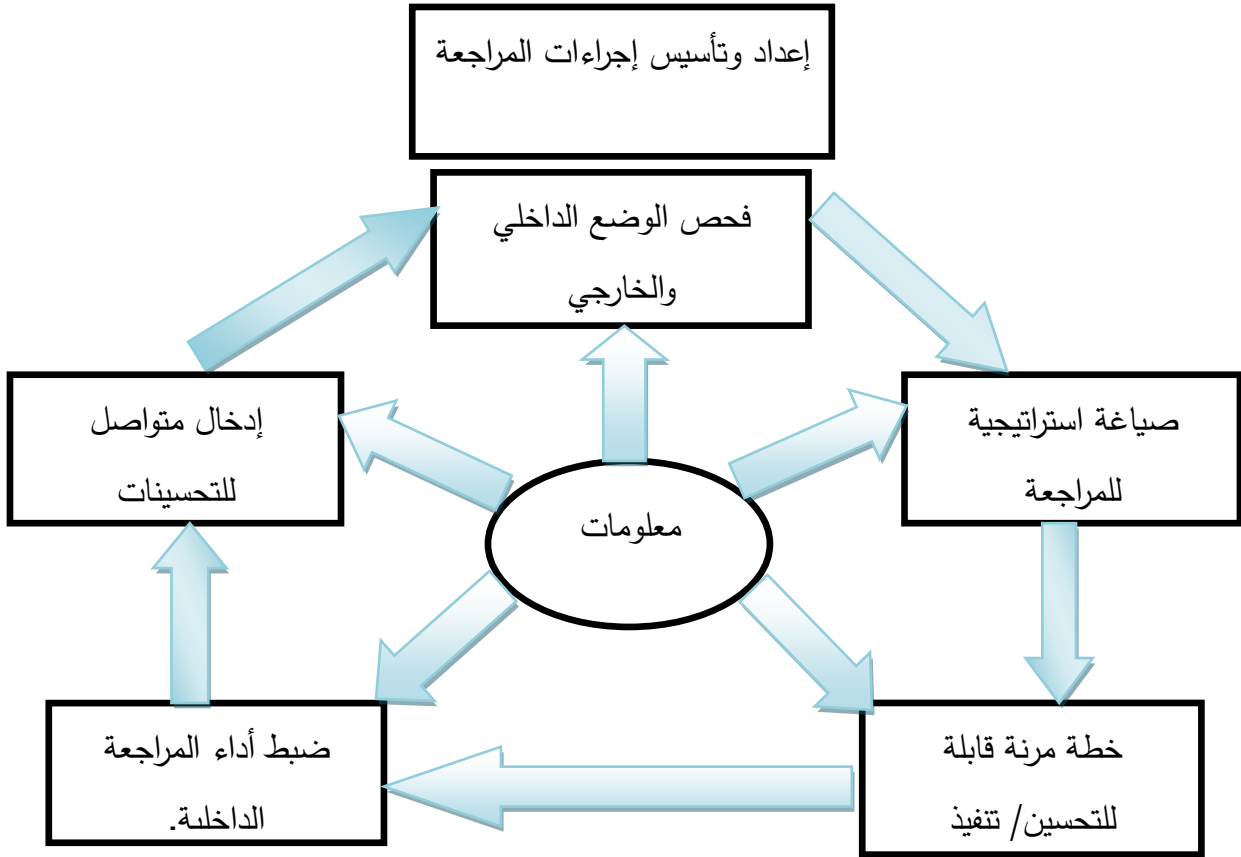 إعداد وتأسيس إجراءات المراجعة
فحص الوضع الداخلي
والخارجي
صياغة استراتيجية
للمراجعة
إدخال متواصل
للتحسينات
معلومات
خطة مرنة قابلة
للتحسين/ تنفيذ
ضبط أداء المراجعة
الداخلية.